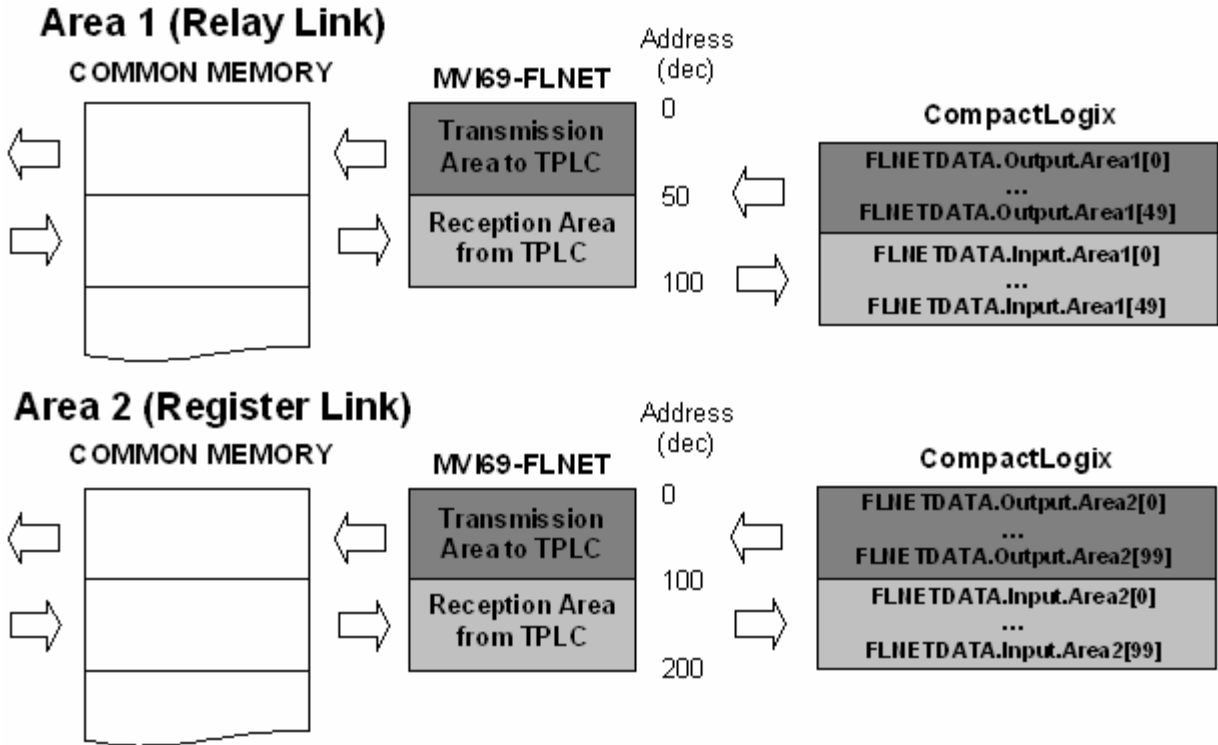 Area 1 (Relay Link)
COMMON MEMORY
MVI69-FLNET
Address
(dec)
CompactLogix
Transmission
Area to TPLC
Reception Area
from TPLC
0
50
100
FLNETDATA.Output.Area1[0]
...
FLNETDATA.Output.Area1[49]
FLNETDATA.Input.Area1[0]
...
FLNETDATA.Input.Area1[49]
Area 2 (Register Link)
COMMON MEMORY
MVI69-FLNET
Address
(dec)
CompactLogix
Transmission
Area to TPLC
Reception Area
from TPLC
0
100
200
FLNETDATA.Output.Area2[0]
...
FLNETDATA.Output.Area2[99]
FLNETDATA.Input.Area2[0]
...
FLNETDATA.Input.Area2[99]